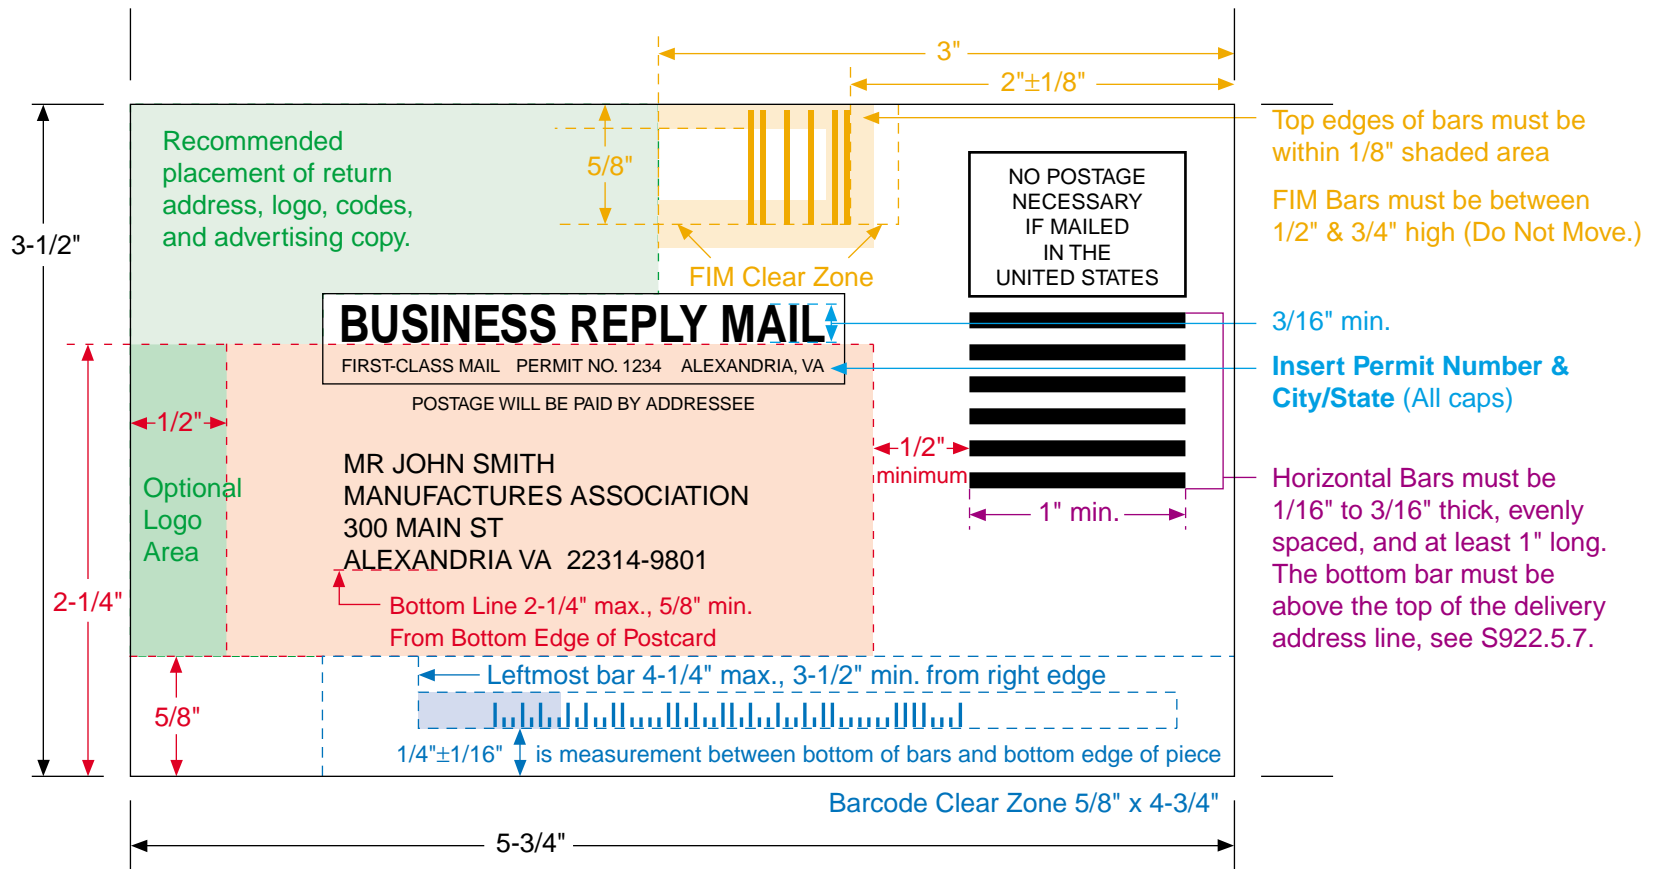 3"
2"±1/8"
Recommended
placement of return
address, logo, codes,
and advertising copy.
5/8"
FIM Clear Zone
NO POSTAGE
NECESSARY
IF MAILED
IN THE
UNITED STATES
Top edges of bars must be
within 1/8" shaded area
FIM Bars must be between
1/2" & 3/4" high (Do Not Move.)
3-1/2"
BUSINESS REPLY MAIL
FIRST-CLASS MAIL PERMIT NO. 1234 ALEXANDRIA, VA
POSTAGE WILL BE PAID BY ADDRESSEE
3/16" min.
Insert Permit Number &
City/State (All caps)
1/2"
Optional
Logo
Area
MR JOHN SMITH
MANUFACTURES ASSOCIATION
300 MAIN ST
ALEXANDRIA VA 22314-9801
1/2"
minimum
1" min.
Horizontal Bars must be
1/16" to 3/16" thick, evenly
spaced, and at least 1" long.
The bottom bar must be
above the top of the delivery
address line, see S922.5.7.
2-1/4"
Bottom Line 2-1/4" max., 5/8" min.
From Bottom Edge of Postcard
5/8"
Leftmost bar 4-1/4" max., 3-1/2" min. from right edge
1/4"±1/16" is measurement between bottom of bars and bottom edge of piece
Barcode Clear Zone 5/8" x 4-3/4"
5-3/4"